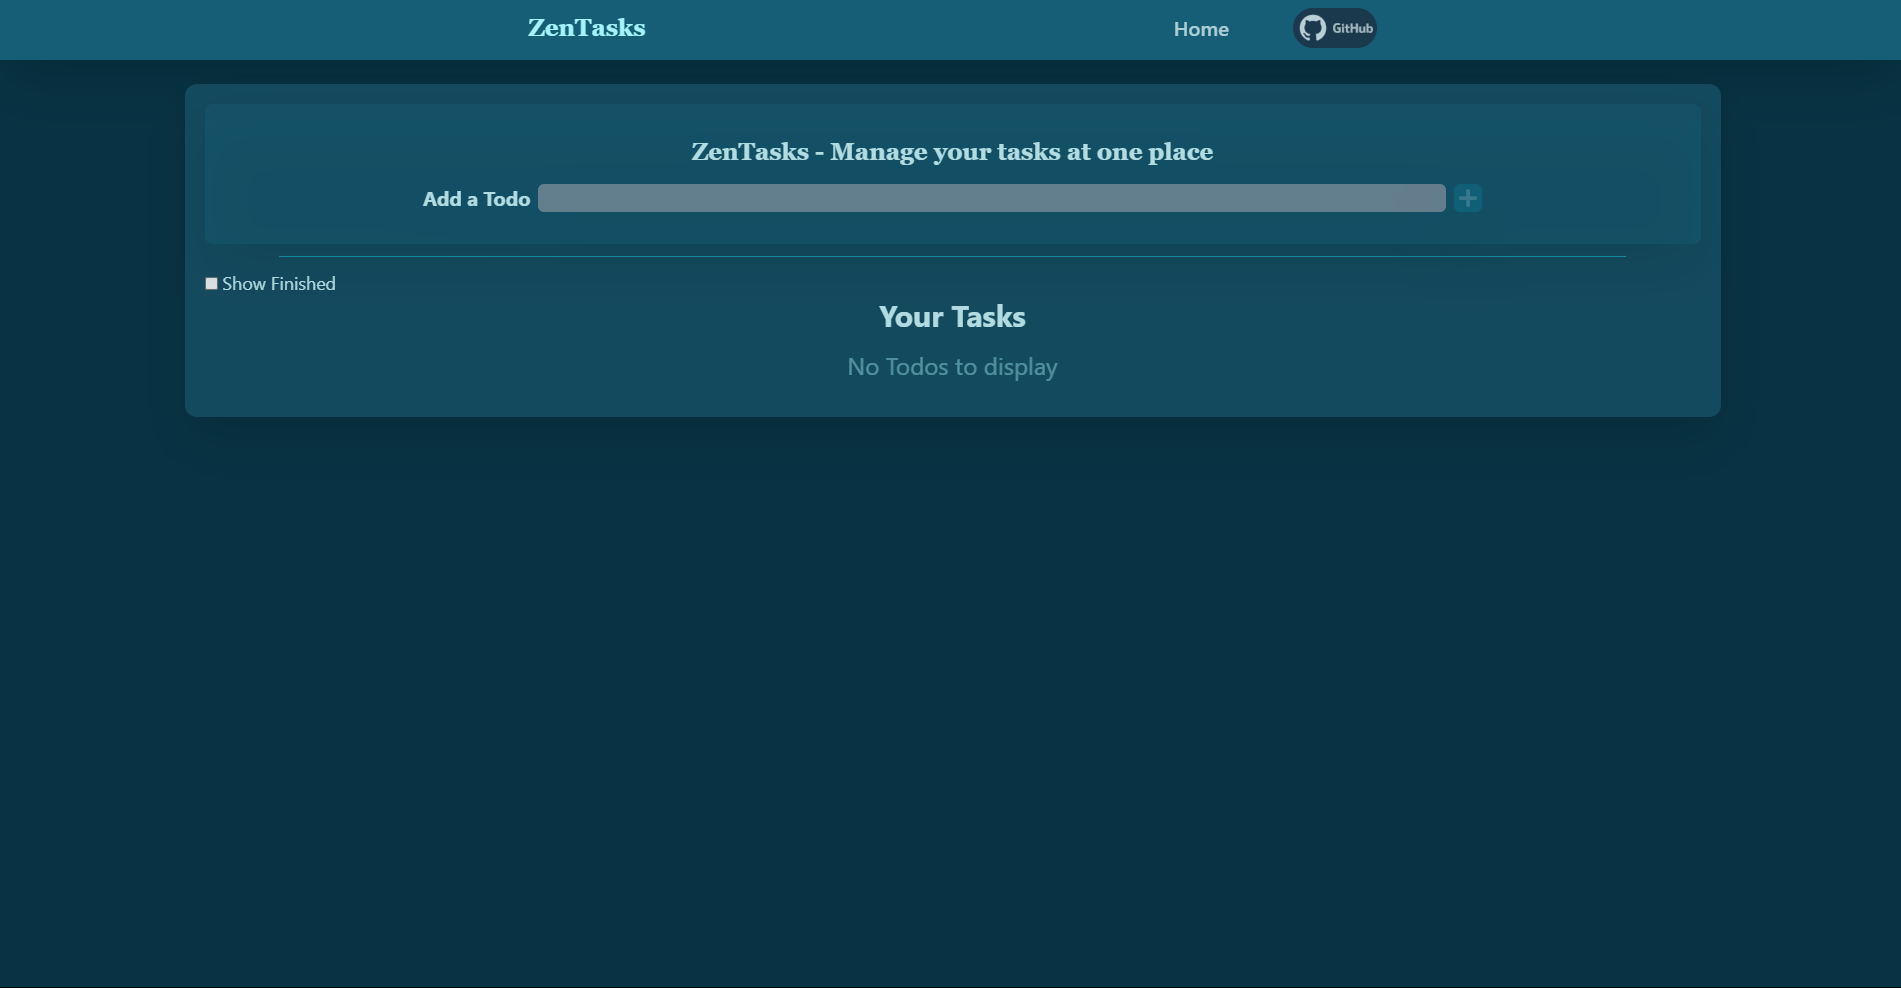 ZenTasks Home GitHub
ZenTasks - Manage your tasks at one place
Add a Todo
Show Finished
Your Tasks
No Todos to display